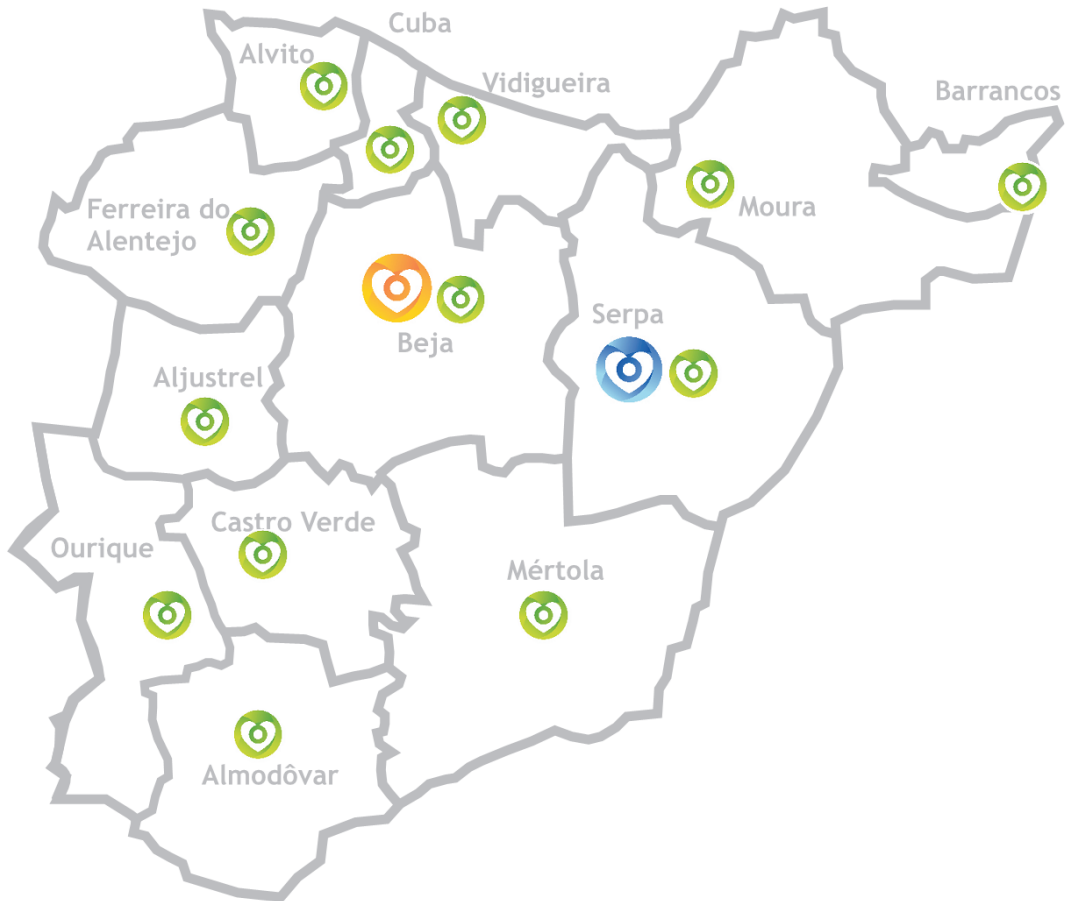 Cuba
Alvito
Vidigueira
Barrancos
Ferreira do
Alentejo
Moura
Serpa
Beja
Aljustrel
Castro Verde
Ourique
Mértola
Almodôvar